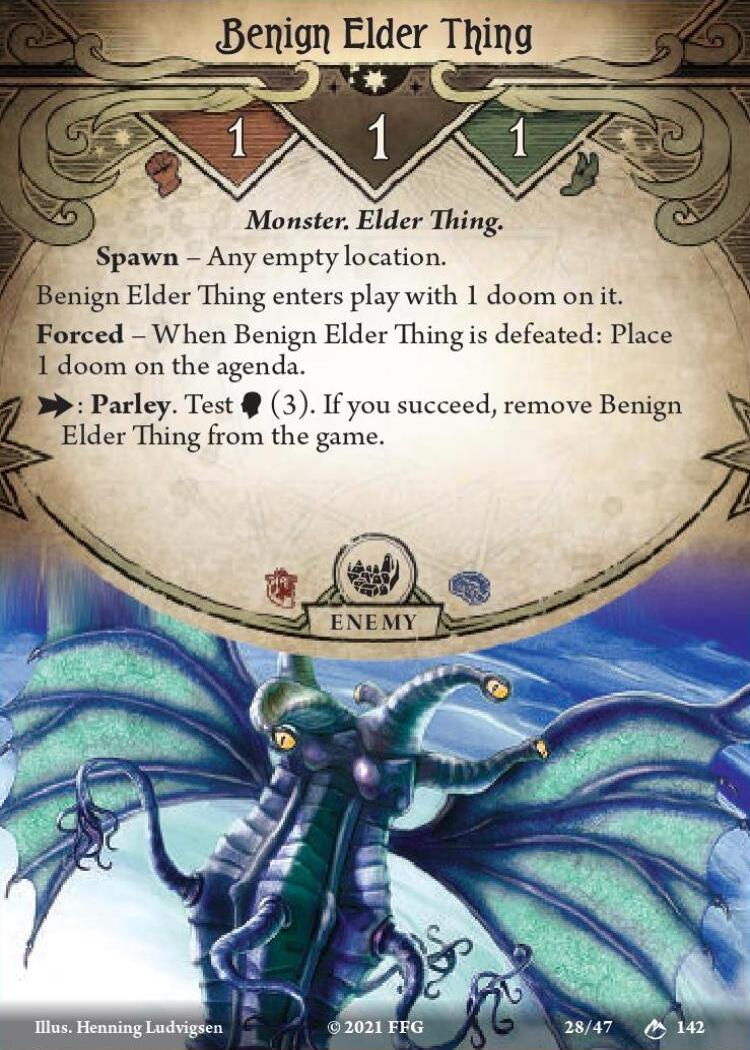 Benign Elder Thing
1 1 1
Monster. Elder Thing.
Spawn – Any empty location.
Benign Elder Thing enters play with 1 doom on it.
Forced – When Benign Elder Thing is defeated: Place
1 doom on the agenda.
: Parley. Test (3). If you succeed, remove Benign
Elder Thing from the game.
ENEMY
Illus. Henning Ludvigsen © 2021 FFG 28/47 142